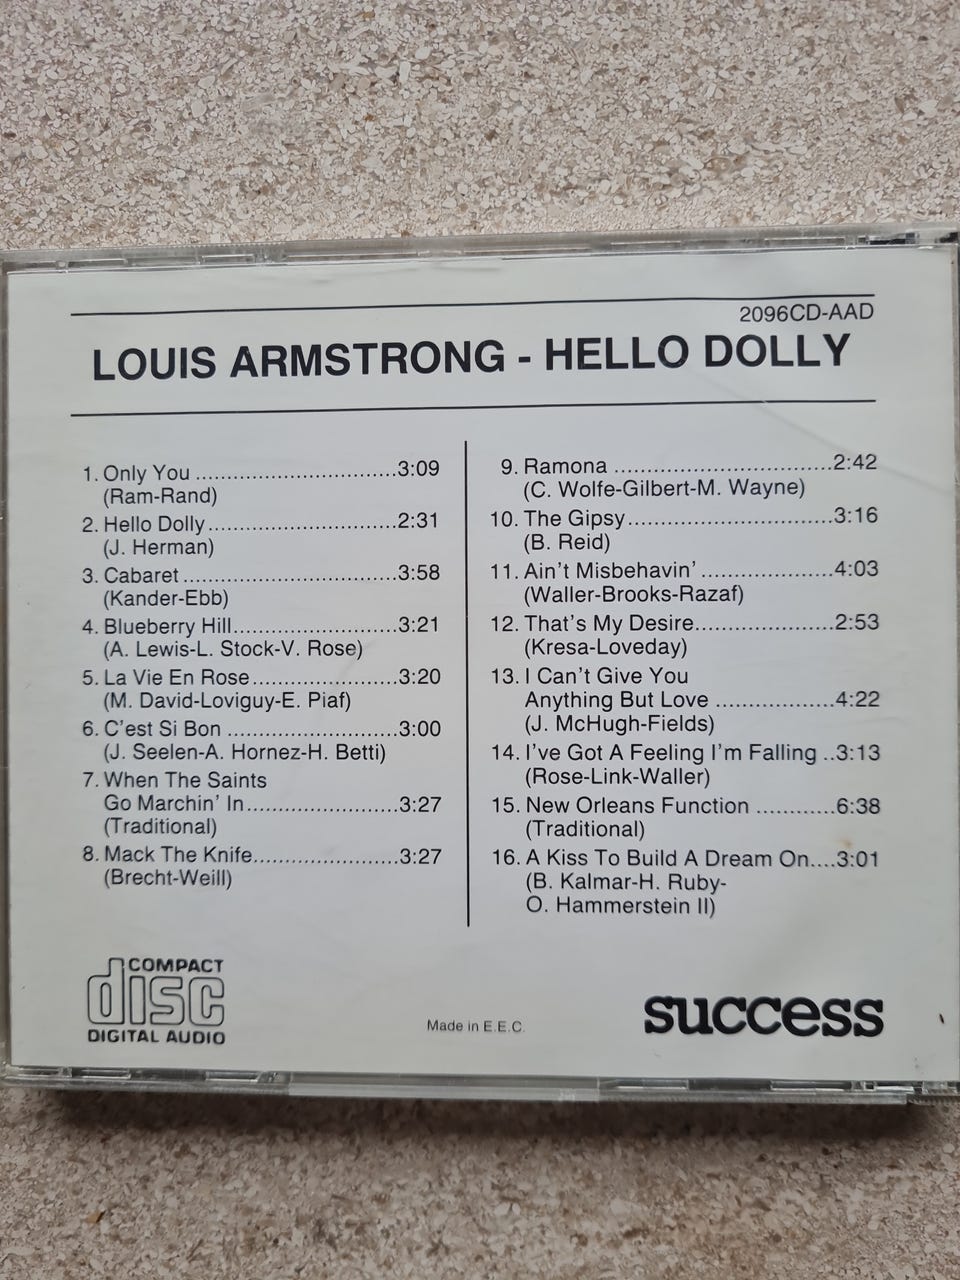 2096CD-AAD
LOUIS ARMSTRONG - HELLO DOLLY
1. Only You ..............................3:09
(Ram-Rand)
2. Hello Dolly............................2:31
(J. Herman)
3. Cabaret ................................3:58
(Kander-Ebb)
4. Blueberry Hill.........................3:21
(A. Lewis-L. Stock-V. Rose)
5. La Vie En Rose......................3:20
(M. David-Loviguy-E. Piaf)
6. C'est Si Bon .........................3:00
(J. Seelen-A. Hornez-H. Betti)
7. When The Saints
Go Marchin' In.......................3:27
(Traditional)
8. Mack The Knife......................3:27
(Brecht-Weill)
9. Ramona ................................2:42
(C. Wolfe-Gilbert-M. Wayne)
10. The Gipsy...............................3:16
(B. Reid)
11. Ain't Misbehavin' ....................4:03
(Waller-Brooks-Razaf)
12. That's My Desire.....................2:53
(Kresa-Loveday)
13. I Can't Give You
Anything But Love ..................4:22
(J. McHugh-Fields)
14. I've Got A Feeling I'm Falling ..3:13
(Rose-Link-Waller)
15. New Orleans Function ............6:38
(Traditional)
16. A Kiss To Build A Dream On....3:01
(B. Kalmar-H. Ruby-
O. Hammerstein II)
COMPACT
disc
DIGITAL AUDIO
Made in E.E.C.
success